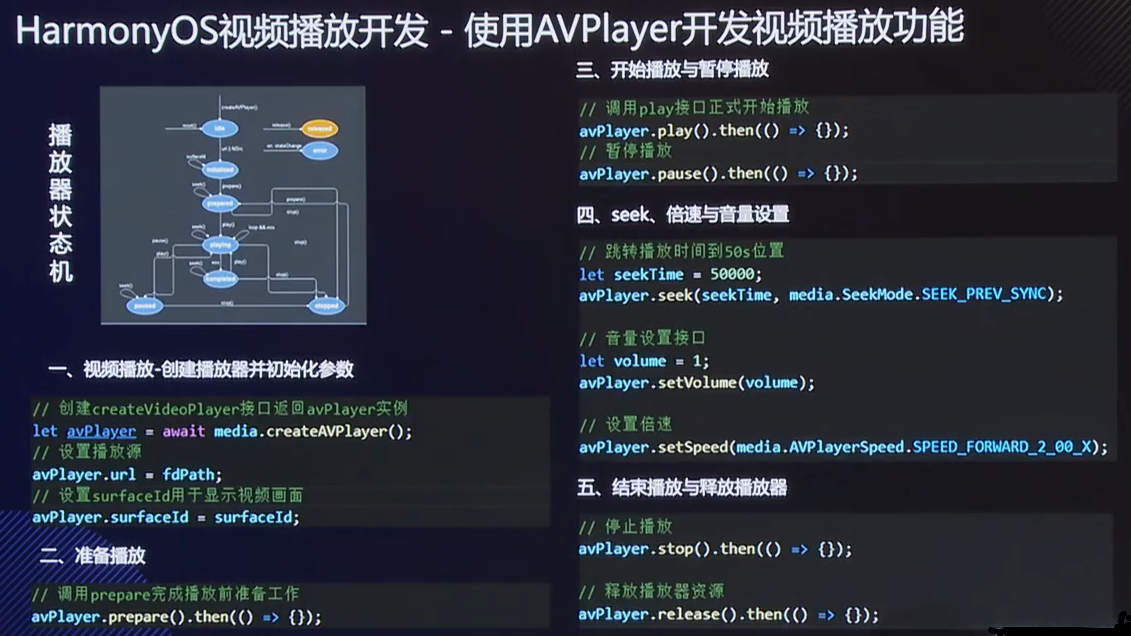 HarmonyOS视频播放开发 - 使用AVPlayer开发视频播放功能
播放器状态机
createAVPlayer()
reset()
idle
release()
released
on: stateChange
error
surfaceId
initialized
prepare()
seek()
prepared
prepare()
stop()
play()
seek()
loop && eos
playing
pause()
stop()
play()
eos
play()
seek()
completed
stop()
seek()
paused
stop()
stopped
一、视频播放-创建播放器并初始化参数
// 创建createVideoPlayer接口返回avPlayer实例
let avPlayer = await media.createAVPlayer();
// 设置播放源
avPlayer.url = fdPath;
// 设置surfaceId用于显示视频画面
avPlayer.surfaceId = surfaceId;
二、准备播放
// 调用prepare完成播放前准备工作
avPlayer.prepare().then(() => {});
三、开始播放与暂停播放
// 调用play接口正式开始播放
avPlayer.play().then(() => {});
// 暂停播放
avPlayer.pause().then(() => {});
四、seek、倍速与音量设置
// 跳转播放时间到50s位置
let seekTime = 50000;
avPlayer.seek(seekTime, media.SeekMode.SEEK_PREV_SYNC);
// 音量设置接口
let volume = 1;
avPlayer.setVolume(volume);
// 设置倍速
avPlayer.setSpeed(media.AVPlayerSpeed.SPEED_FORWARD_2_00_X);
五、结束播放与释放播放器
// 停止播放
avPlayer.stop().then(() => {});
// 释放播放器资源
avPlayer.release().then(() => {});